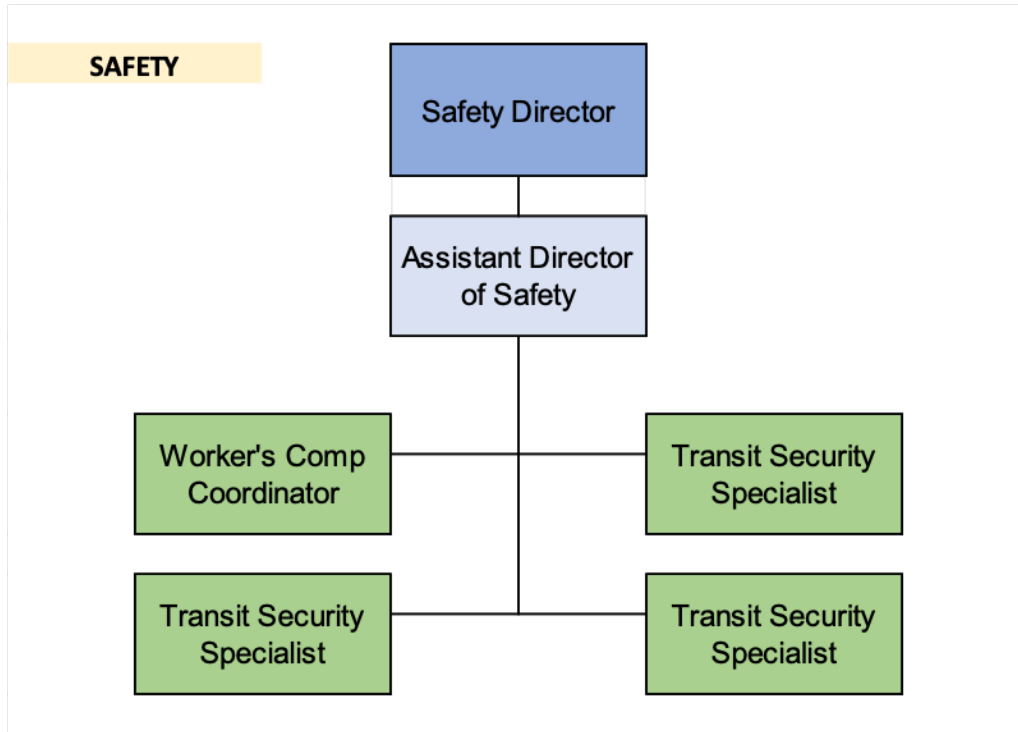 SAFETY
Safety Director
Assistant Director
of Safety
Worker's Comp
Coordinator
Transit Security
Specialist
Transit Security
Specialist
Transit Security
Specialist